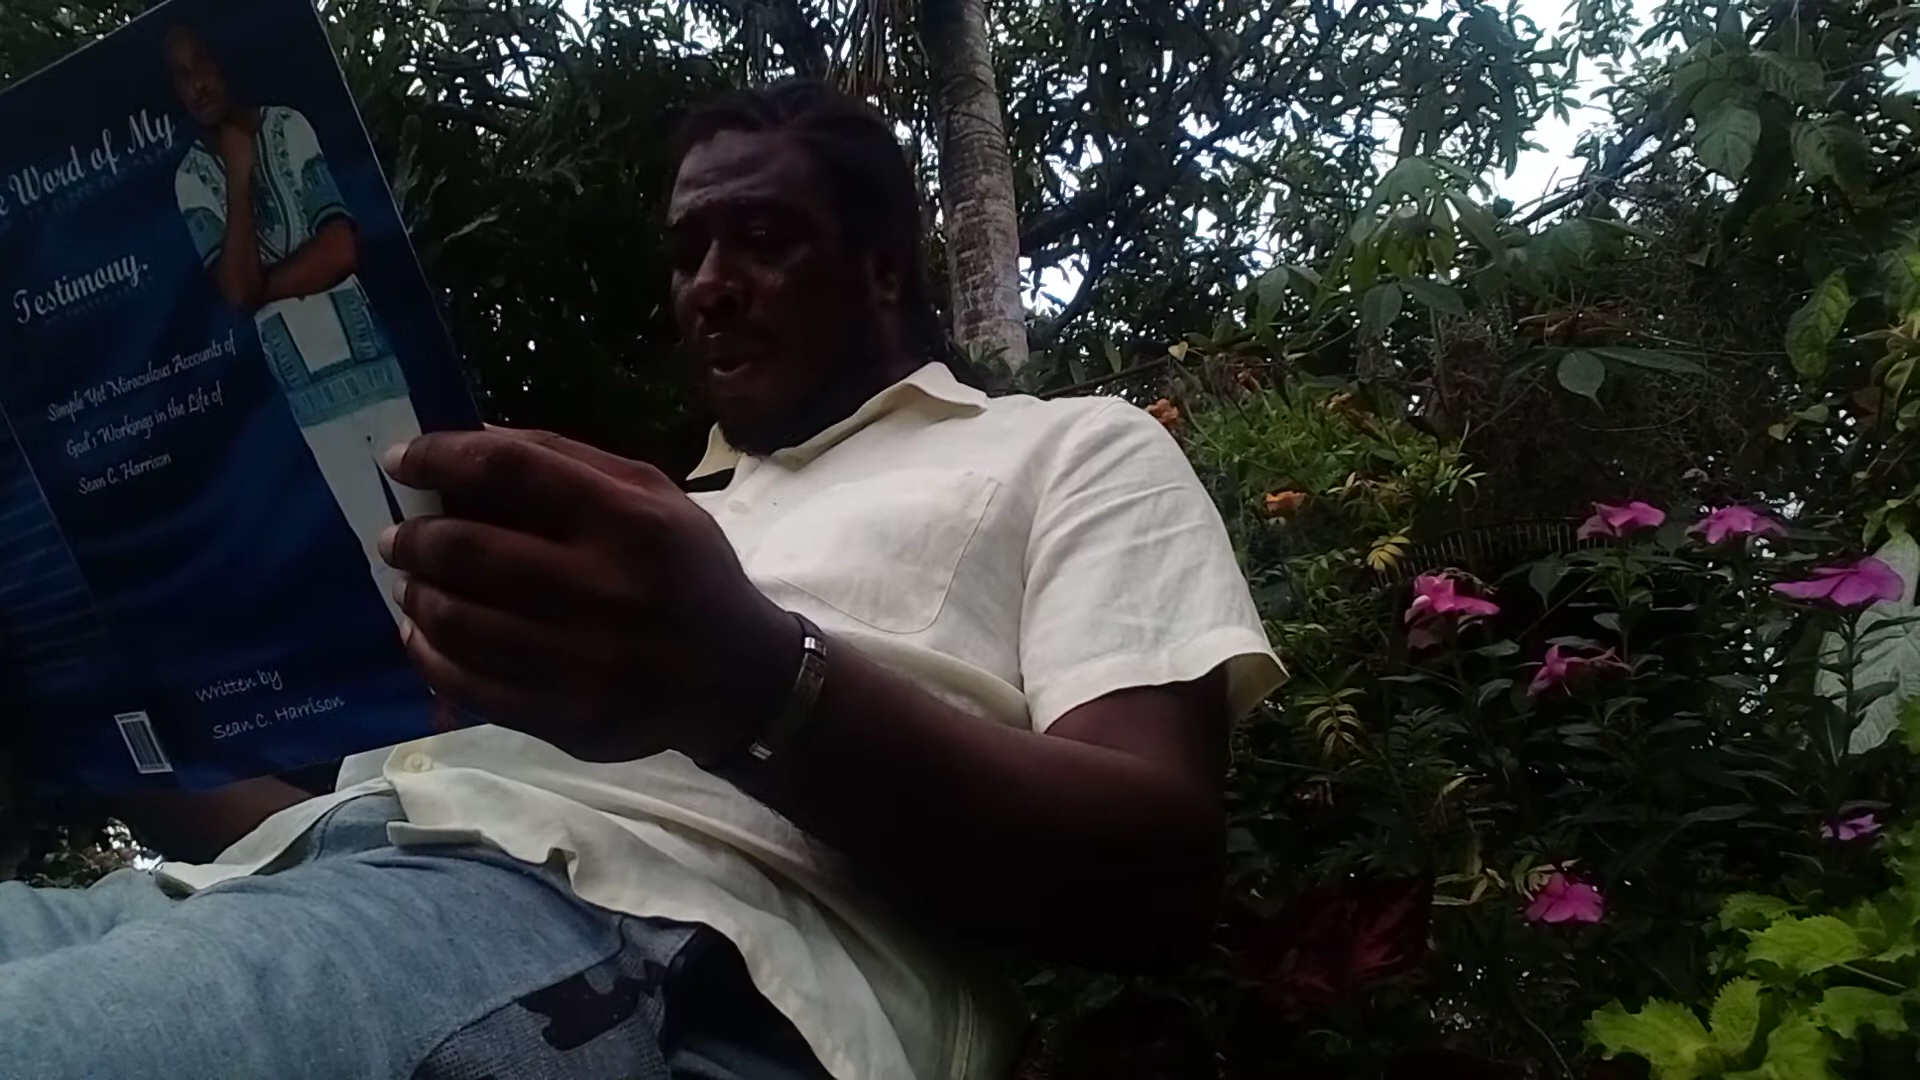 Word of My
Testimony.
Simple Yet Miraculous Accounts of
God's Workings in the Life of
Sean C. Harrison
Written by
Sean C. Harrison